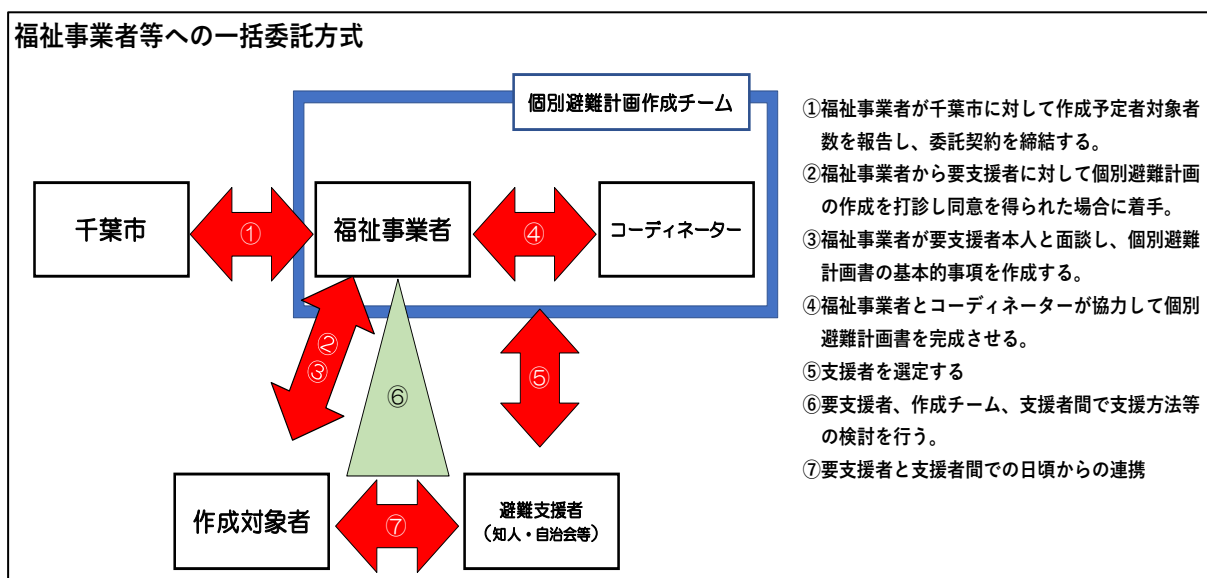 福祉事業者等への一括委託方式
個別避難計画作成チーム
千葉市
①
福祉事業者
④
コーディネーター
②
③
⑥
⑤
作成対象者
⑦
避難支援者
（知人・自治会等）
①福祉事業者が千葉市に対して作成予定者対象者
数を報告し、委託契約を締結する。
②福祉事業者から要支援者に対して個別避難計画
の作成を打診し同意を得られた場合に着手。
③福祉事業者が要支援者本人と面談し、個別避難
計画書の基本的事項を作成する。
④福祉事業者とコーディネーターが協力して個別
避難計画書を完成させる。
⑤支援者を選定する
⑥要支援者、作成チーム、支援者間で支援方法等
の検討を行う。
⑦要支援者と支援者間での日頃からの連携